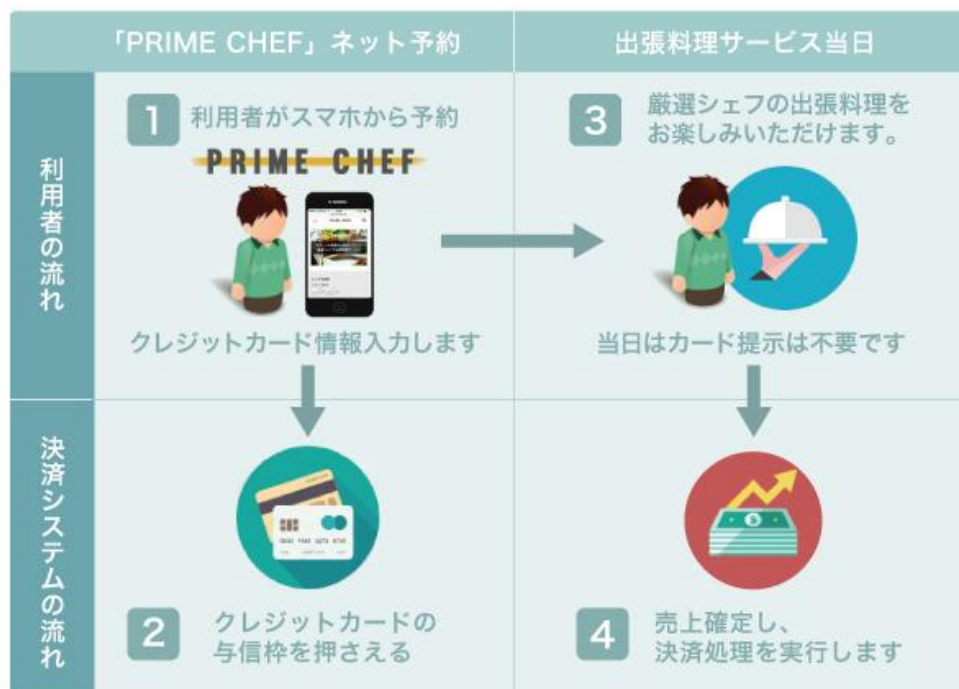 「PRIME CHEF」ネット予約
出張料理サービス当日
利用者の流れ
1
利用者がスマホから予約
PRIME CHEF
クレジットカード情報入力します
3
厳選シェフの出張料理を
お楽しみいただけます。
当日はカード提示は不要です
決済システムの流れ
2
クレジットカードの
与信枠を押さえる
4
売上確定し、
決済処理を実行します